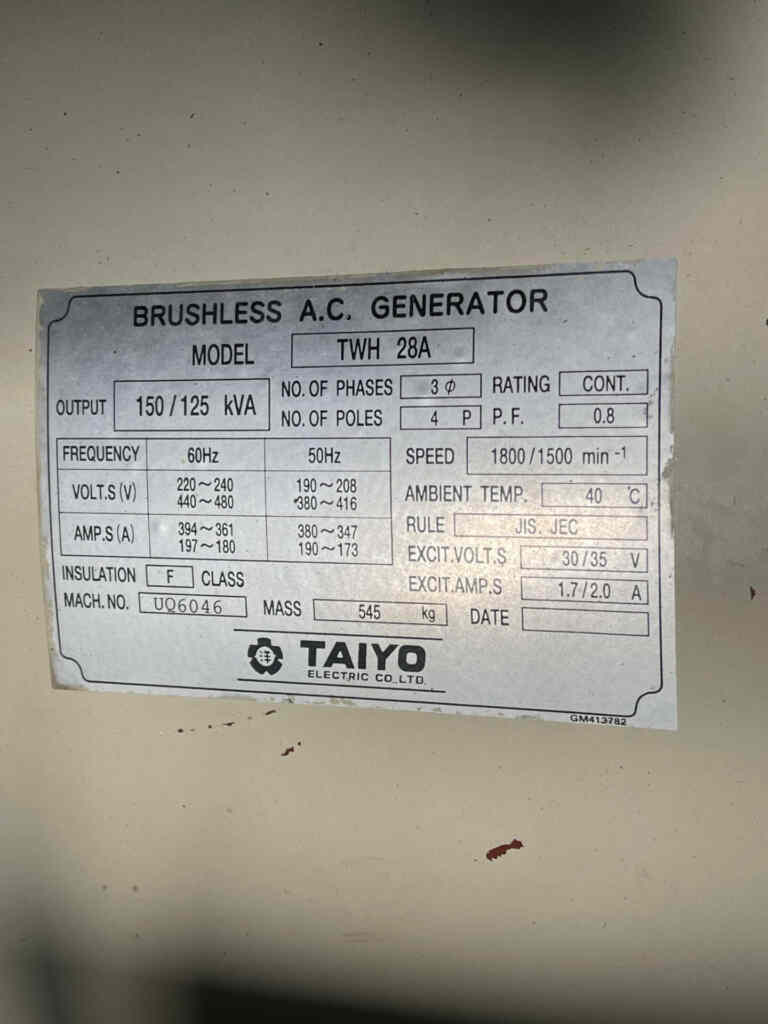 BRUSHLESS A.C. GENERATOR
MODEL TWH 28A
OUTPUT 150/125 kVA
NO. OF PHASES 3φ RATING CONT.
NO. OF POLES 4 P P.F. 0.8
FREQUENCY 60Hz 50Hz
VOLT.S (V) 220~240 190~208
440~480 380~416
AMP.S (A) 394~361 380~347
197~180 190~173
SPEED 1800/1500 min -1
AMBIENT TEMP. 40 °C
RULE JIS. JEC
EXCIT.VOLT.S 30/35 V
EXCIT.AMP.S 1.7/2.0 A
INSULATION F CLASS
MACH. NO. UQ6046 MASS 545 kg DATE
TAIYO
ELECTRIC CO.,LTD.
GM413782